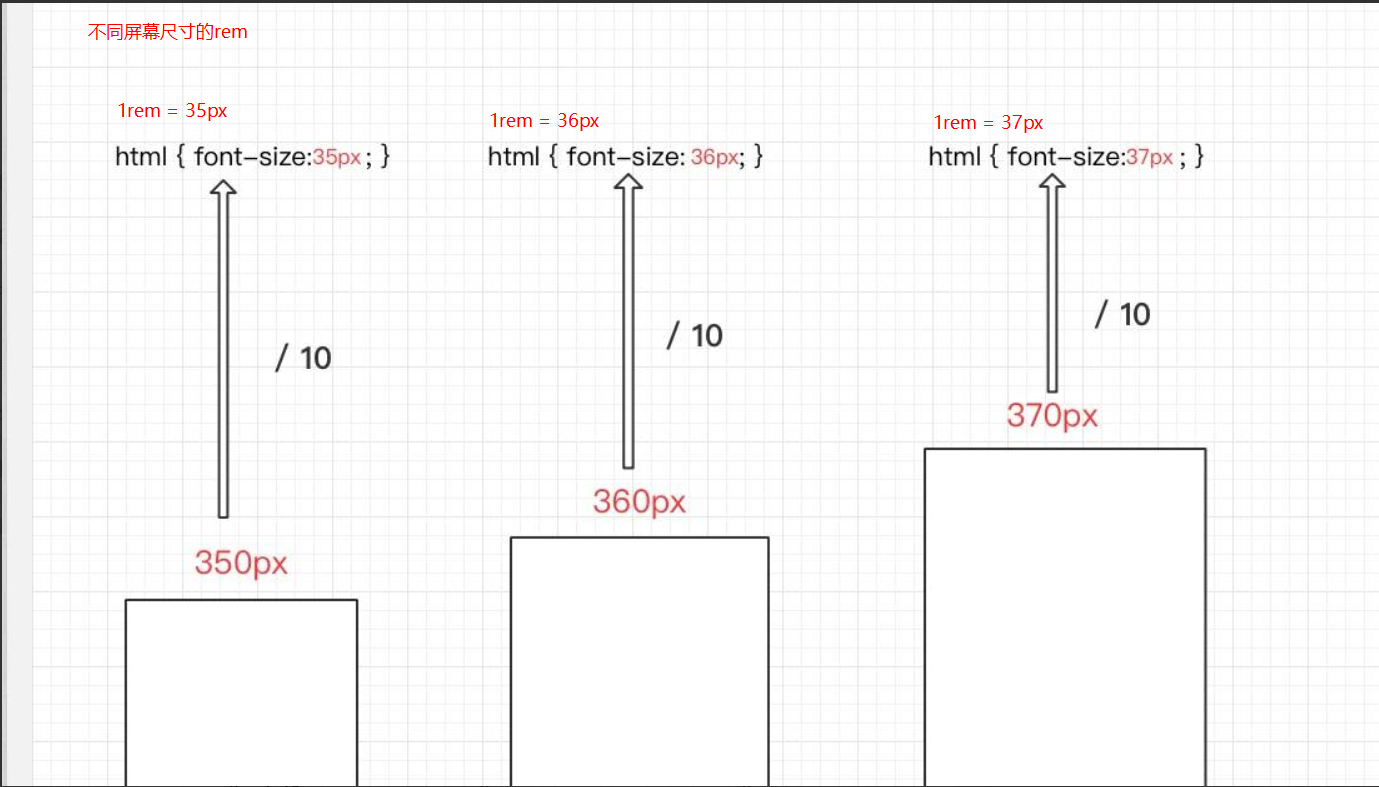 不同屏幕尺寸的rem
1rem = 35px
1rem = 36px
1rem = 37px
html { font-size:35px ; }
html { font-size: 36px; }
html { font-size:37px ; }
/ 10
/ 10
/ 10
370px
360px
350px